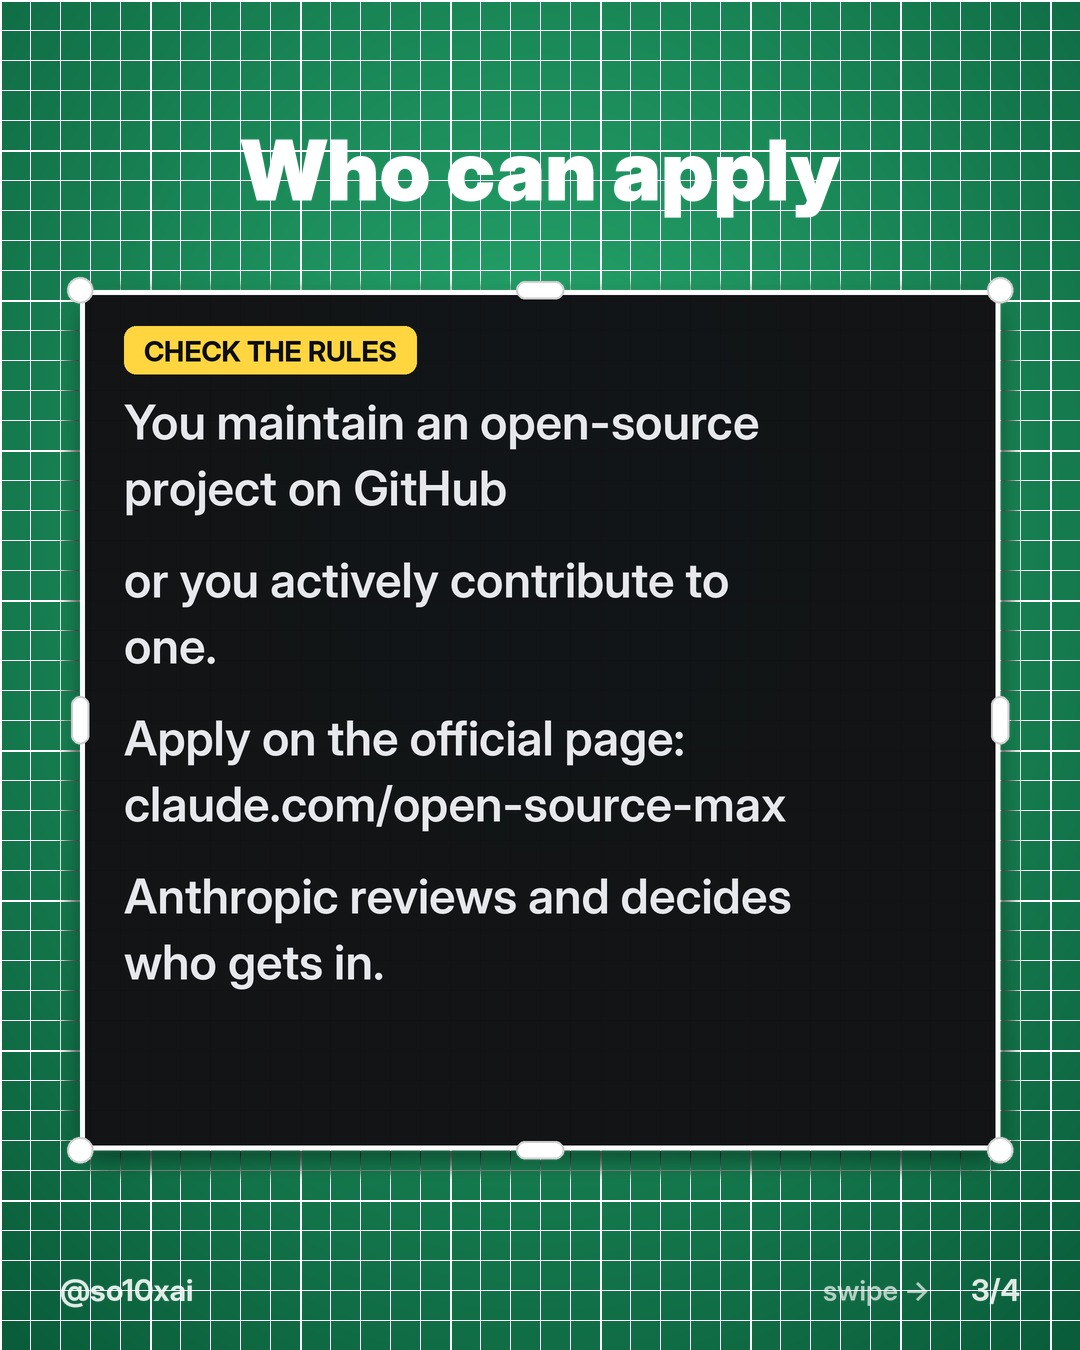 Who can apply
CHECK THE RULES
You maintain an open-source
project on GitHub
or you actively contribute to
one.
Apply on the official page:
claude.com/open-source-max
Anthropic reviews and decides
who gets in.
@so10xai
swipe → 3/4